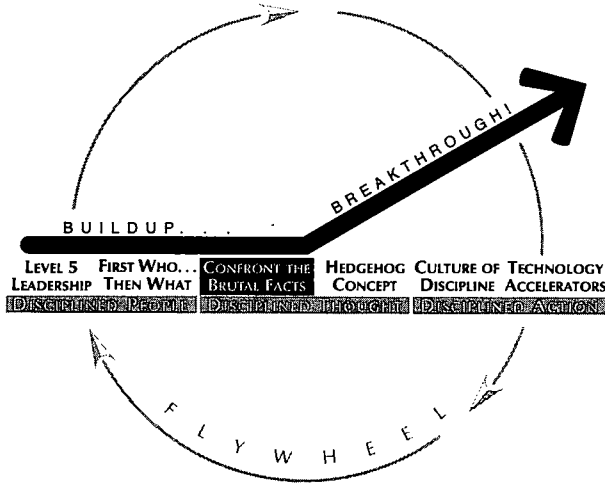 BREAKTHROUGH!
BUILDUP. . . .
LEVEL 5 LEADERSHIP
FIRST WHO... THEN WHAT
CONFRONT THE BRUTAL FACTS
HEDGEHOG CONCEPT
CULTURE OF DISCIPLINE
TECHNOLOGY ACCELERATORS
DISCIPLINED PEOPLE
DISCIPLINED THOUGHT
DISCIPLINED ACTION
FLYWHEEL